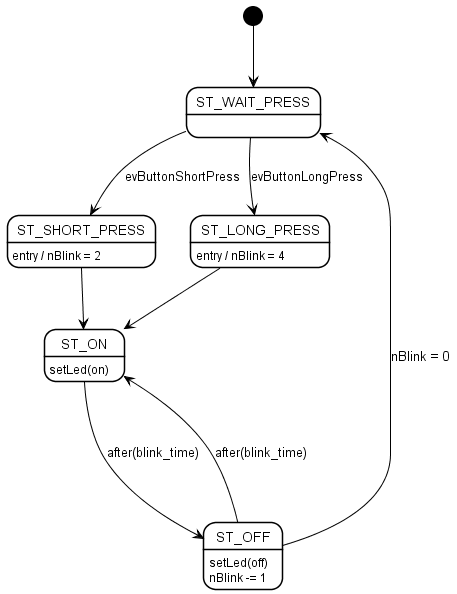 ST_WAIT_PRESS
evButtonShortPress
evButtonLongPress
ST_SHORT_PRESS
entry / nBlink = 2
ST_LONG_PRESS
entry / nBlink = 4
ST_ON
setLed(on)
nBlink = 0
after(blink_time)
after(blink_time)
ST_OFF
setLed(off)
nBlink -= 1